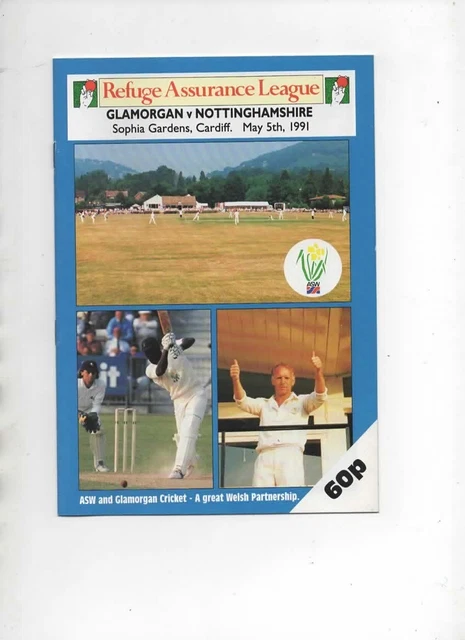 Refuge Assurance League
GLAMORGAN v NOTTINGHAMSHIRE
Sophia Gardens, Cardiff. May 5th, 1991
ASW
it
ASW and Glamorgan Cricket - A great Welsh Partnership.
60p